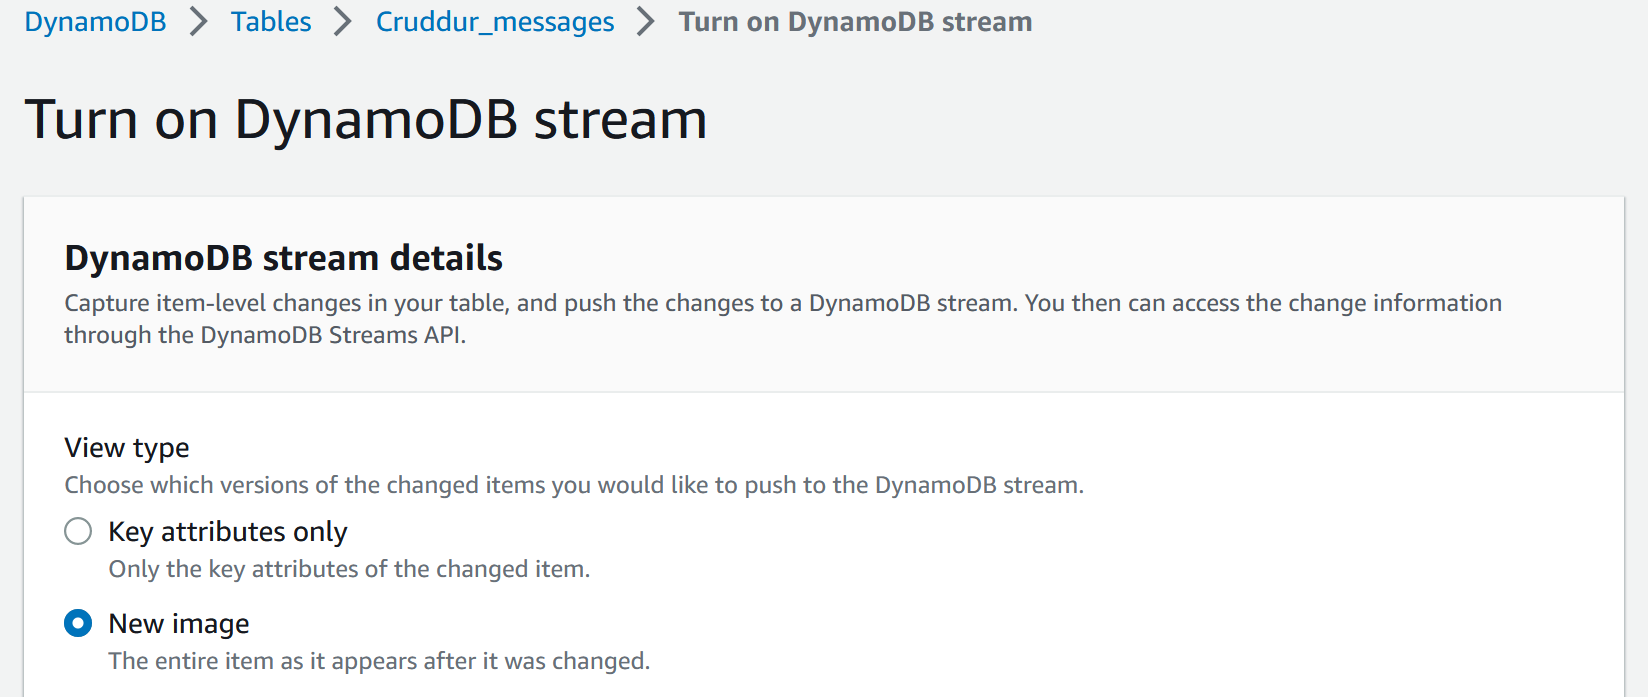 DynamoDB > Tables > Cruddur_messages > Turn on DynamoDB stream
Turn on DynamoDB stream
DynamoDB stream details
Capture item-level changes in your table, and push the changes to a DynamoDB stream. You then can access the change information
through the DynamoDB Streams API.
View type
Choose which versions of the changed items you would like to push to the DynamoDB stream.
Key attributes only
Only the key attributes of the changed item.
New image
The entire item as it appears after it was changed.